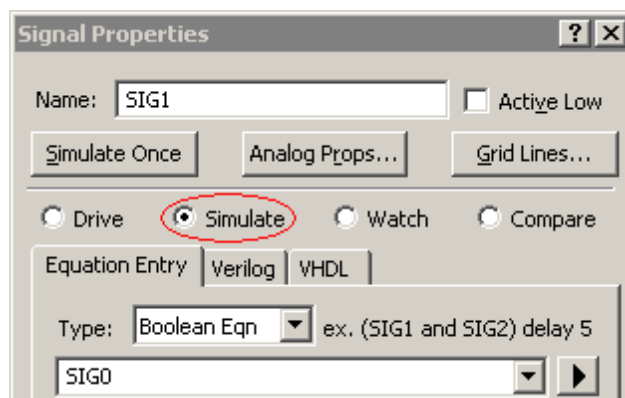 Signal Properties ? X
Name: SIG1 Active Low
Simulate Once Analog Props... Grid Lines...
Drive Simulate Watch Compare
Equation Entry Verilog VHDL
Type: Boolean Eqn ex. (SIG1 and SIG2) delay 5
SIG0